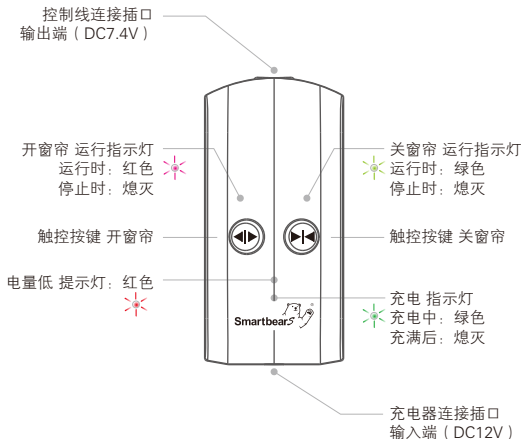 控制线连接插口
输出端（DC7.4V）
开窗帘 运行指示灯
运行时：红色
停止时：熄灭
关窗帘 运行指示灯
运行时：绿色
停止时：熄灭
触控按键 开窗帘
触控按键 关窗帘
电量低 提示灯：红色
充电 指示灯
充电中：绿色
充满后：熄灭
Smartbears
充电器连接插口
输入端（DC12V）